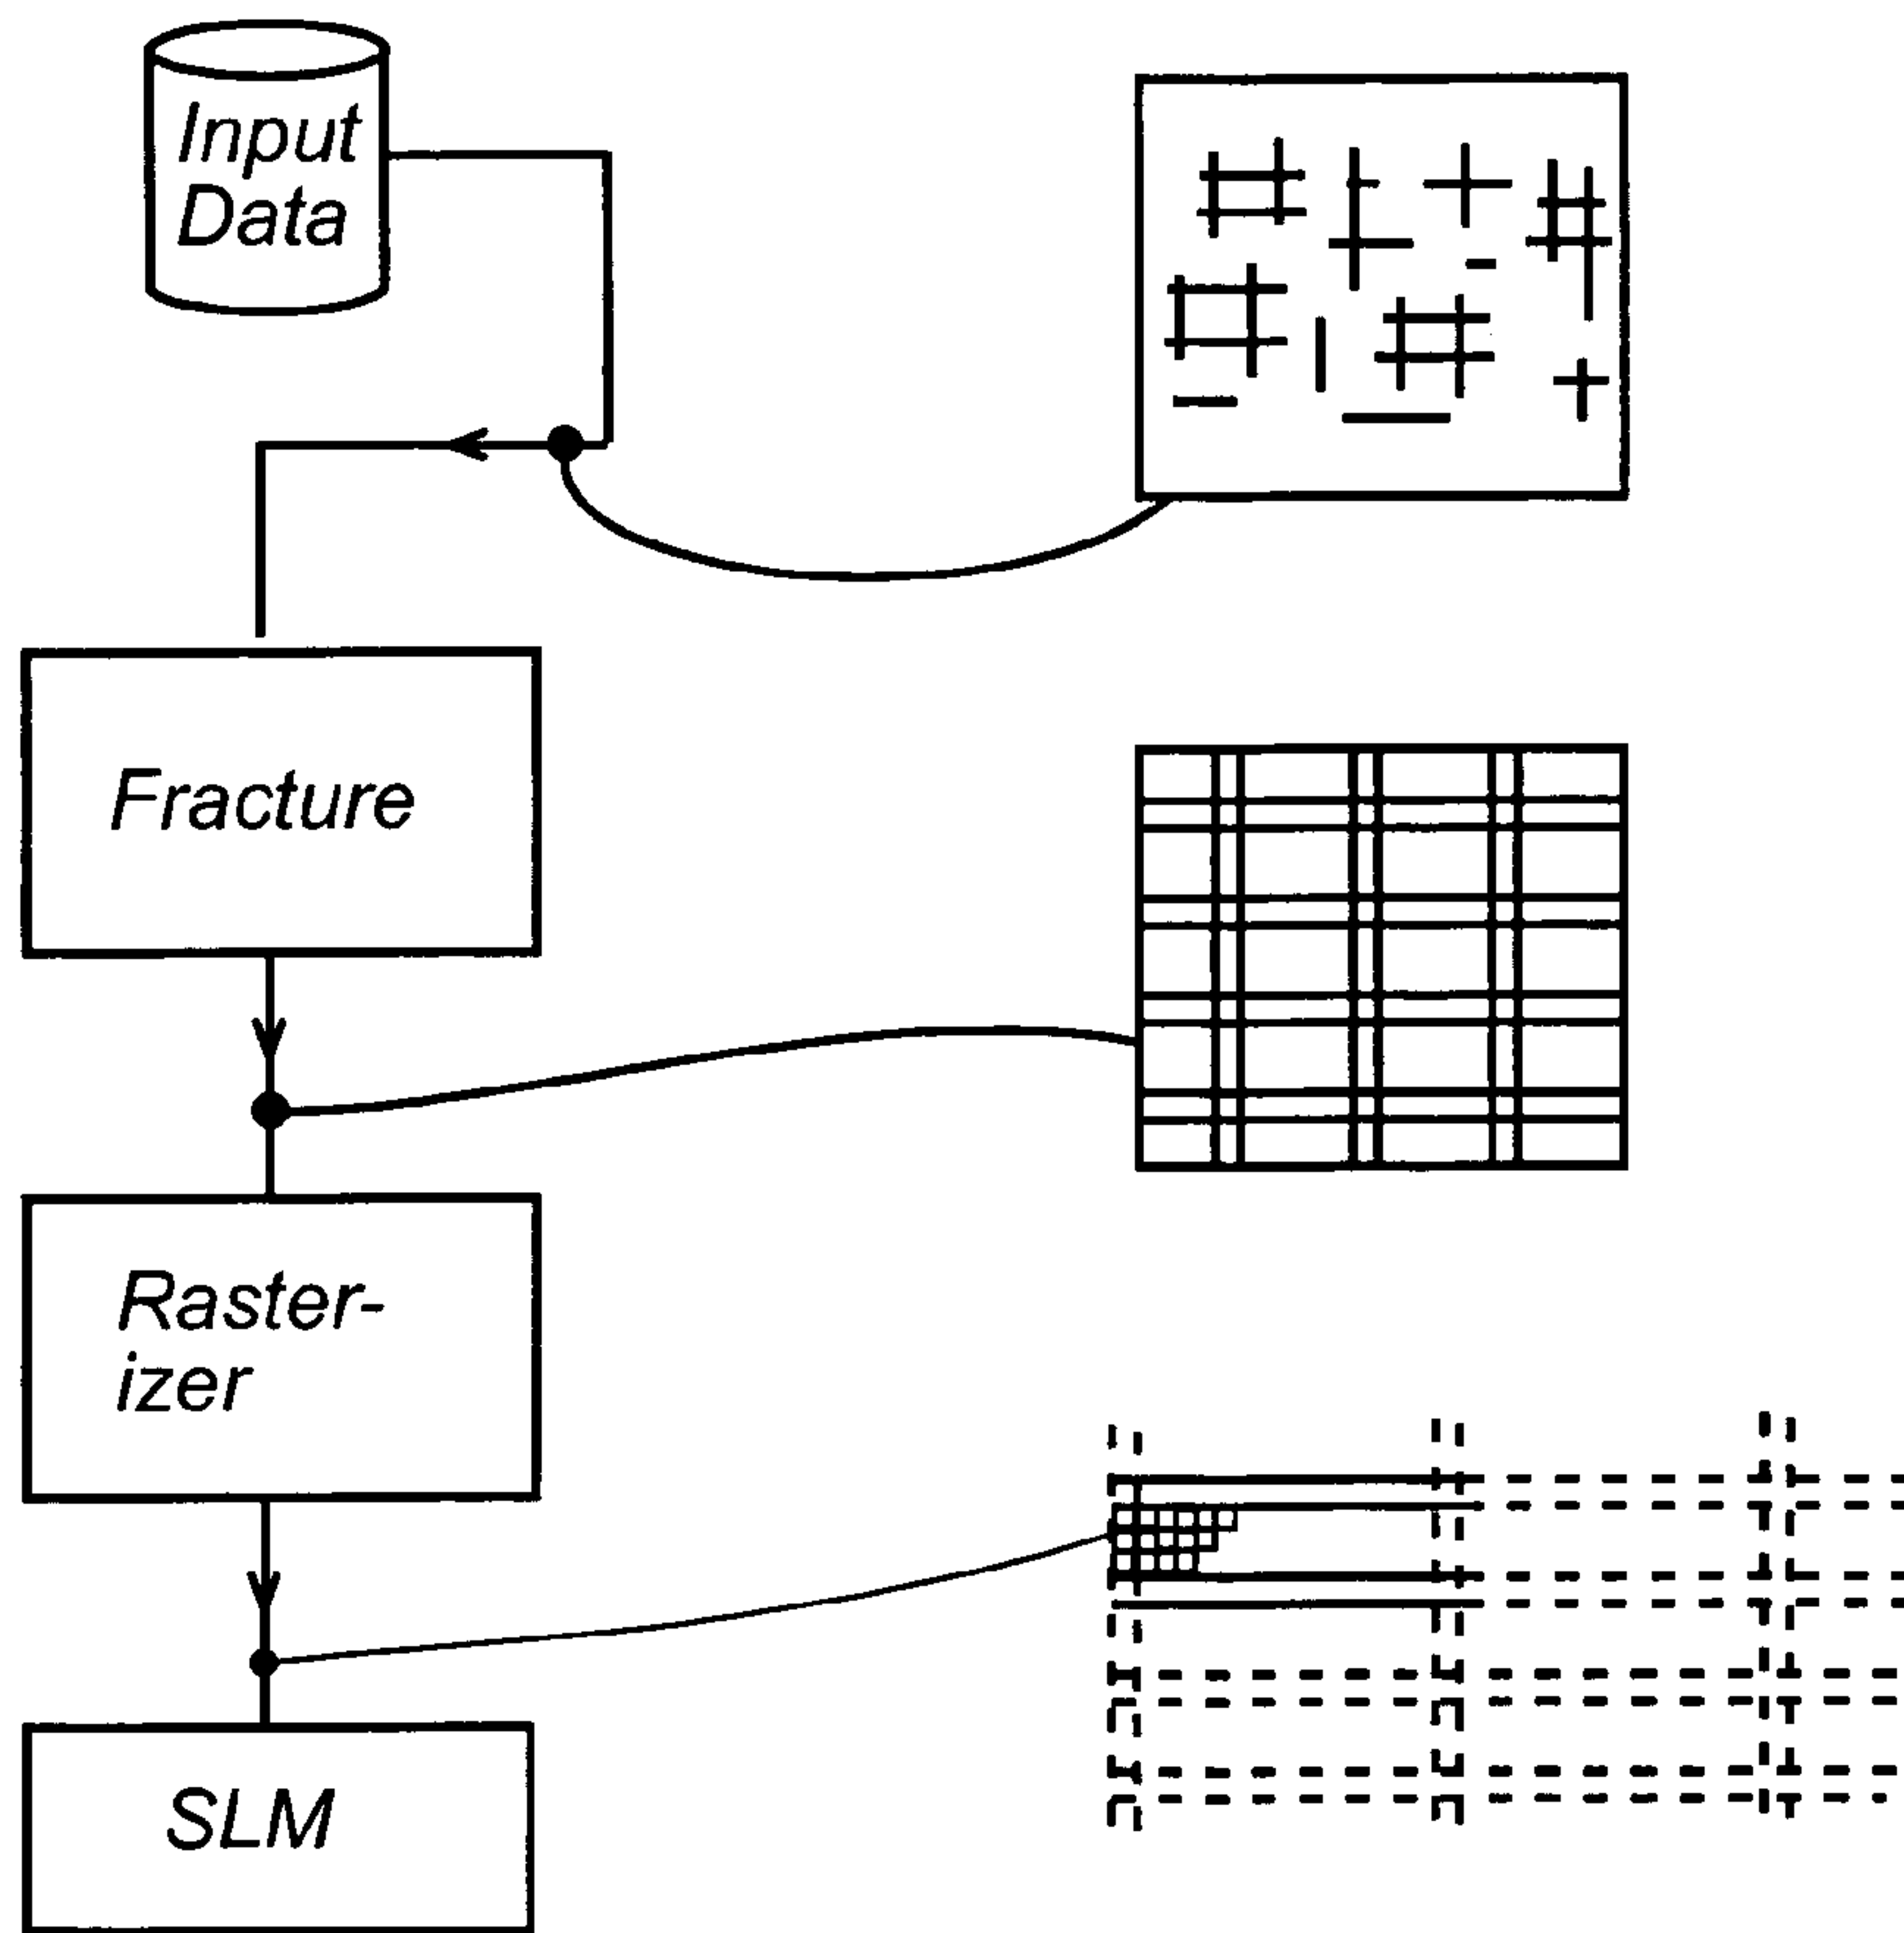 Input
Data
Fracture
Raster-
izer
SLM